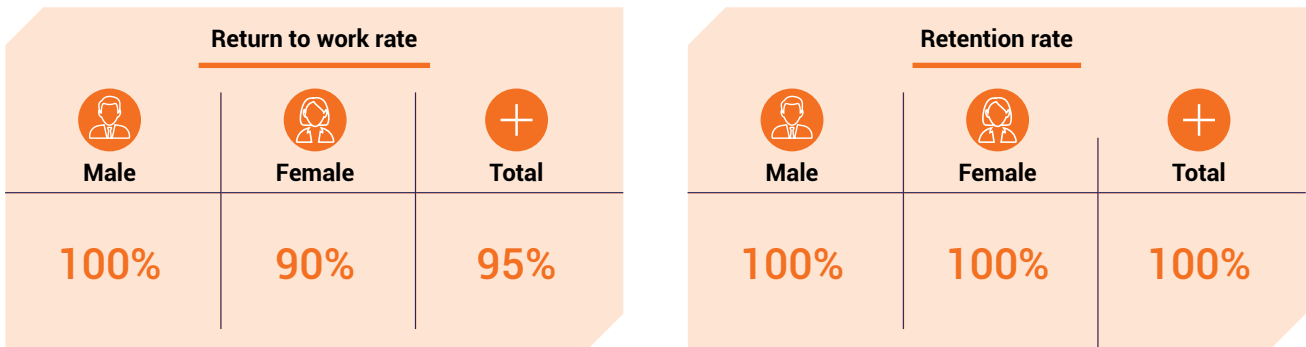 Return to work rate
Male Female Total
100% 90% 95%
Retention rate
Male Female Total
100% 100% 100%